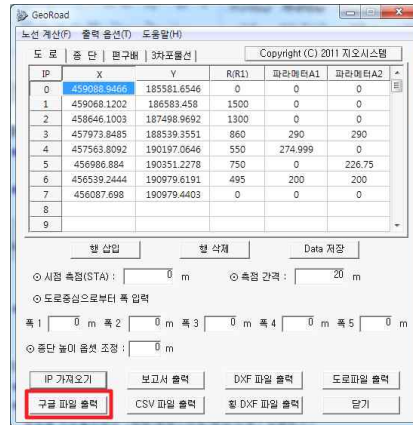 GeoRoad
노선 계산(F) 출력 옵션(T) 도움말(H)
도 로 종 단 편구배 3차포물선 Copyright (C) 2011 지오시스템
IP X Y R(R1) 파라메터A1 파라메터A2
0 459088.9466 185581.6546 0 0 0
1 459068.1202 186583.458 1500 0 0
2 458646.1003 187498.9692 1300 0 0
3 457973.8485 188539.3551 860 290 290
4 457563.8092 190197.0646 550 274.999 0
5 456986.884 190351.2278 750 0 226.75
6 456539.2444 190979.6191 495 200 200
7 456087.698 190979.4403 0 0 0
8
9
행 삽입 행 삭제 Data 저장
⊙ 시점 측점(STA) : 0 m ⊙ 측점 간격 : 20 m
⊙ 도로중심으로부터 폭 입력
폭 1 0 m 폭 2 0 m 폭 3 0 m 폭 4 0 m 폭 5 0 m
⊙ 종단 높이 옵셋 조정 : 0 m
IP 가져오기 보고서 출력 DXF 파일 출력 도로파일 출력
구글 파일 출력 CSV 파일 출력 횡 DXF 파일 출력 닫기